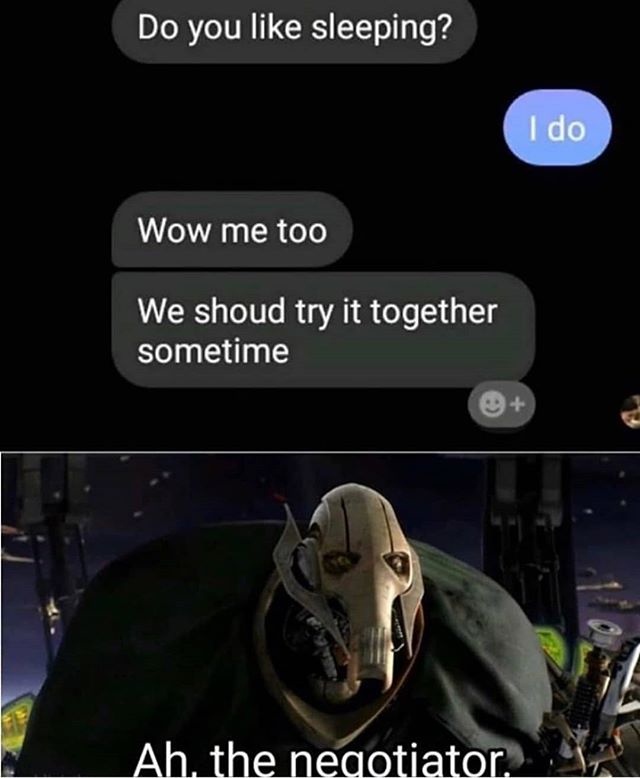 Do you like sleeping?
I do
Wow me too
We shoud try it together
sometime
Ah, the negotiator.